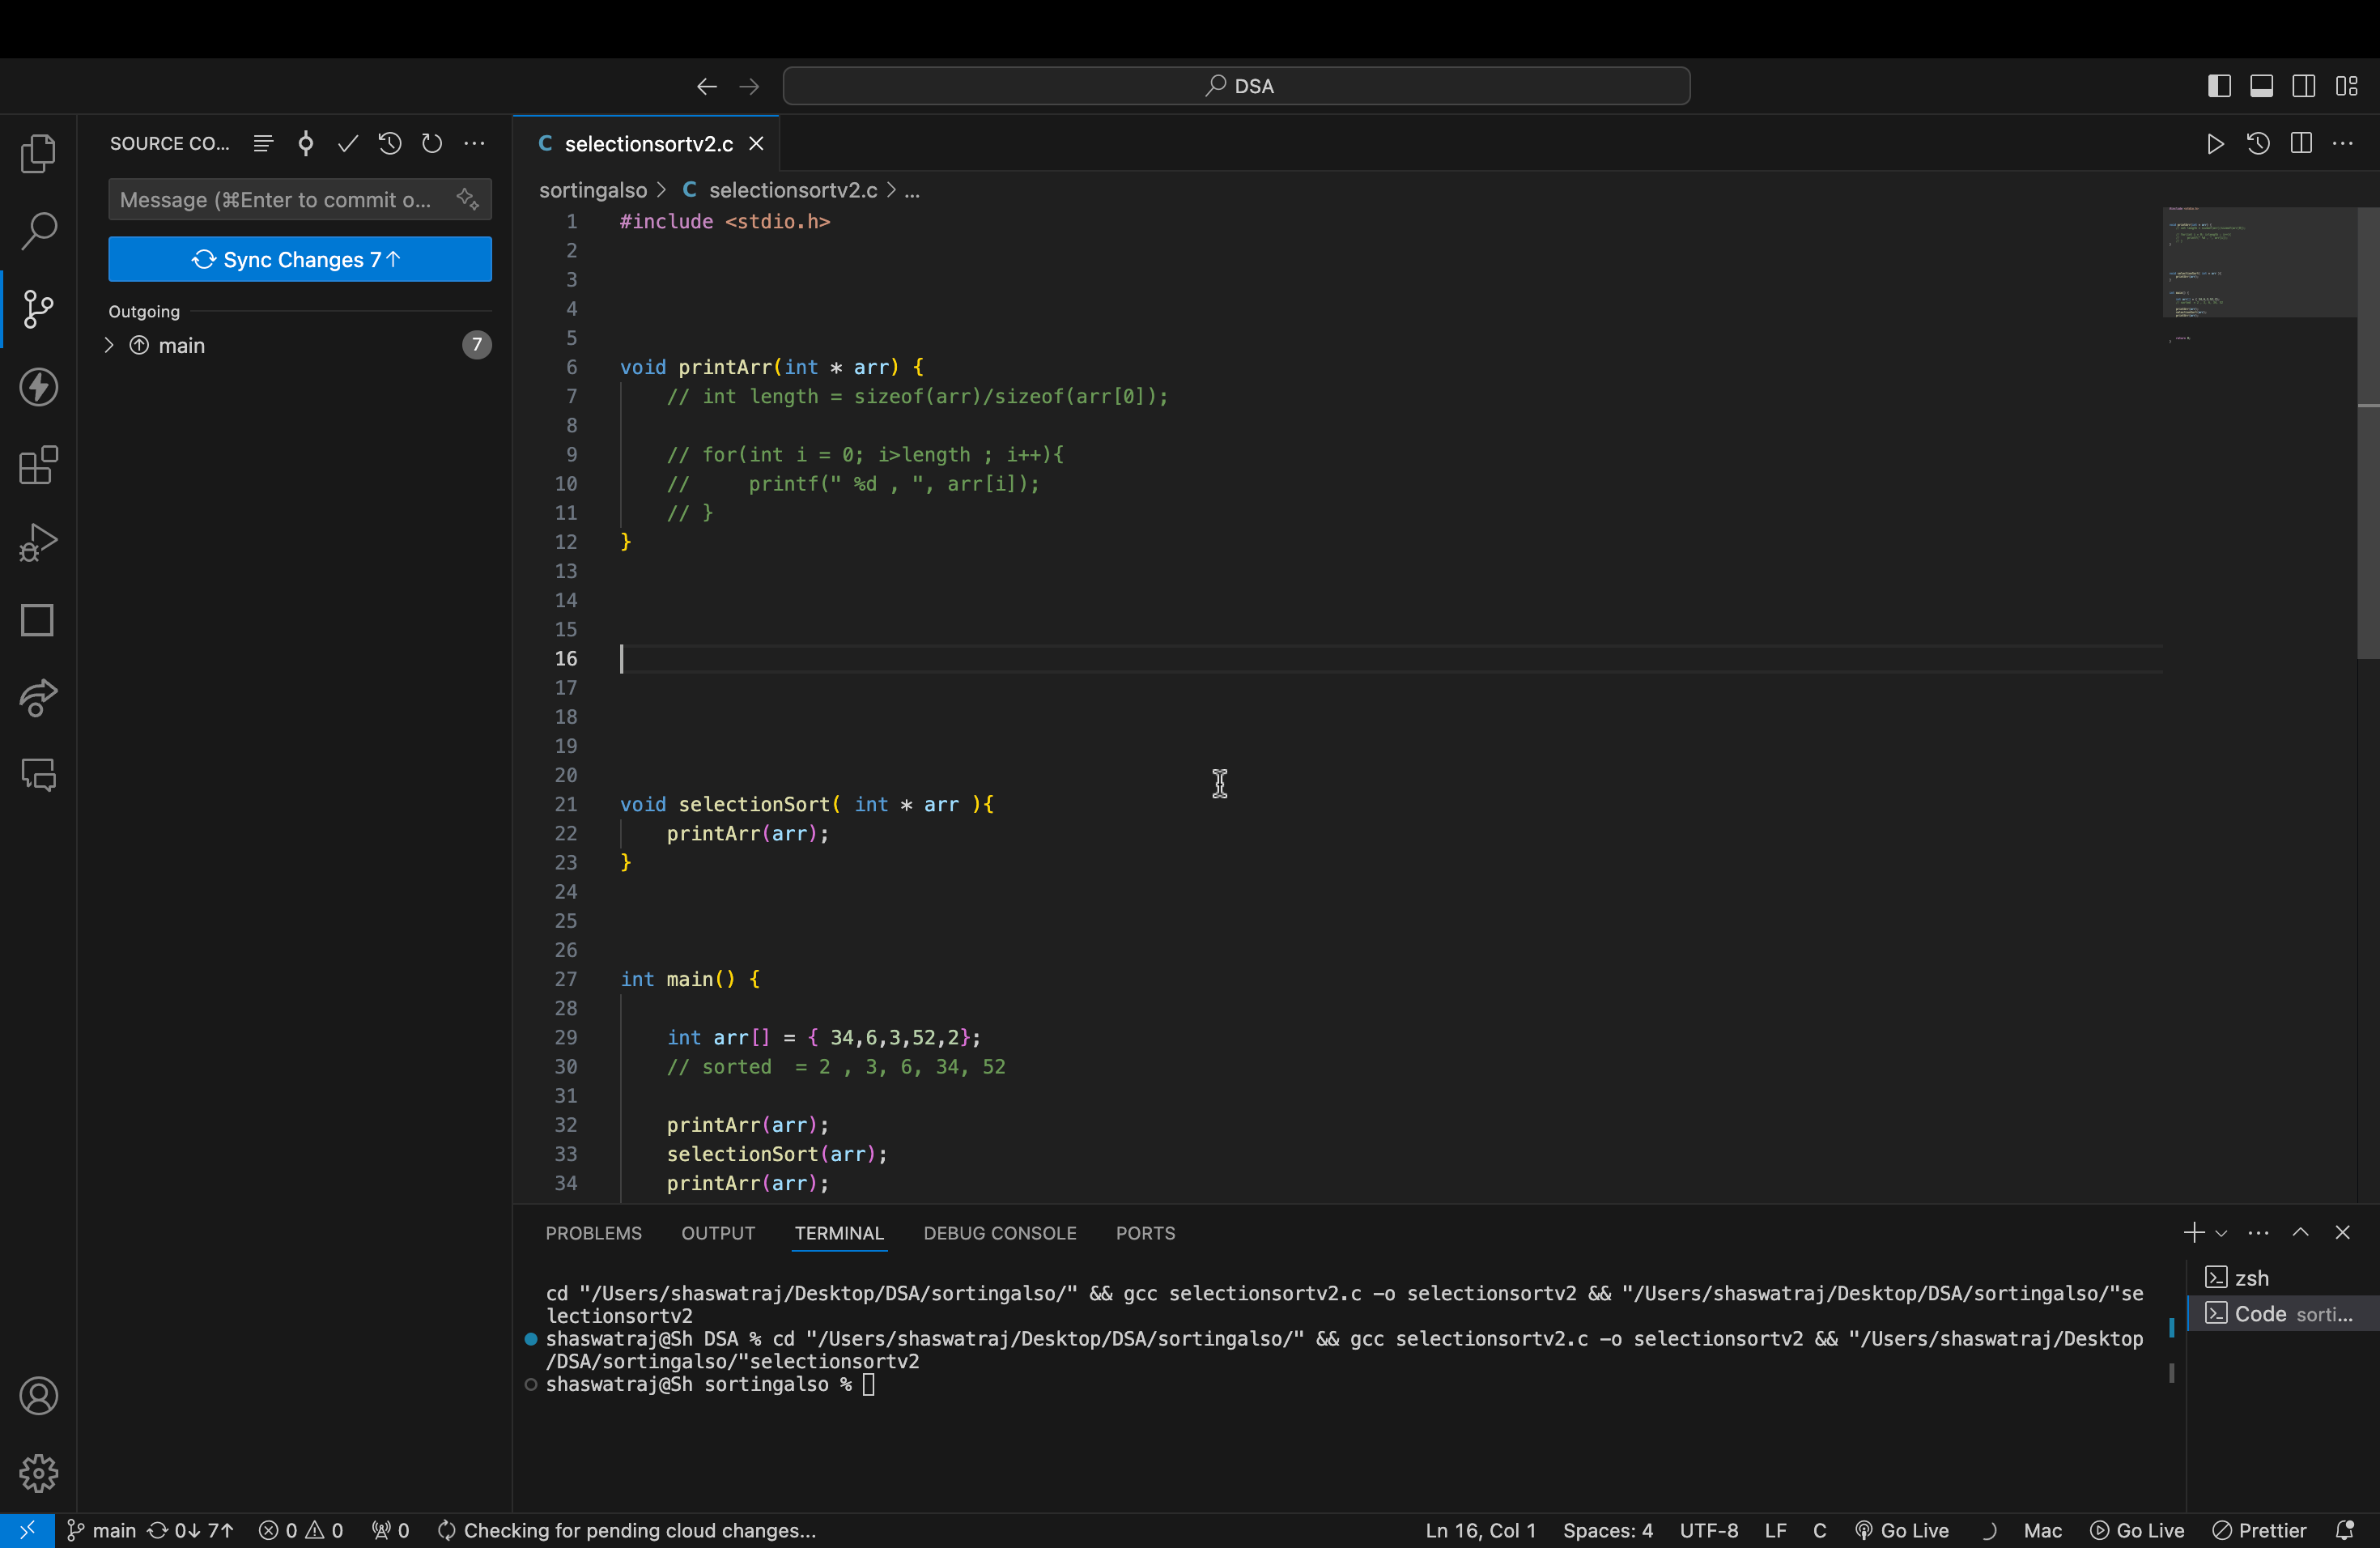 DSA
SOURCE CO...
Message (⌘Enter to commit o...
Sync Changes 7↑
Outgoing
main
7
C selectionsortv2.c
sortingalso > C selectionsortv2.c > ...
1 #include <stdio.h>
2
3
4
5
6 void printArr(int * arr) {
7 // int length = sizeof(arr)/sizeof(arr[0]);
8
9 // for(int i = 0; i>length ; i++){
10 //     printf(" %d , ", arr[i]);
11 // }
12 }
13
14
15
16
17
18
19
20
21 void selectionSort( int * arr ){
22 printArr(arr);
23 }
24
25
26
27 int main() {
28
29 int arr[] = { 34,6,3,52,2};
30 // sorted  = 2 , 3, 6, 34, 52
31
32 printArr(arr);
33 selectionSort(arr);
34 printArr(arr);
PROBLEMS OUTPUT TERMINAL DEBUG CONSOLE PORTS
cd "/Users/shaswatraj/Desktop/DSA/sortingalso/" && gcc selectionsortv2.c -o selectionsortv2 && "/Users/shaswatraj/Desktop/DSA/sortingalso/"se
lectionsortv2
shaswatraj@Sh DSA % cd "/Users/shaswatraj/Desktop/DSA/sortingalso/" && gcc selectionsortv2.c -o selectionsortv2 && "/Users/shaswatraj/Desktop
/DSA/sortingalso/"selectionsortv2
shaswatraj@Sh sortingalso %
zsh
Code sorti...
main 0↓ 7↑ 0 0 0 Checking for pending cloud changes... Ln 16, Col 1 Spaces: 4 UTF-8 LF C Go Live Mac Go Live Prettier